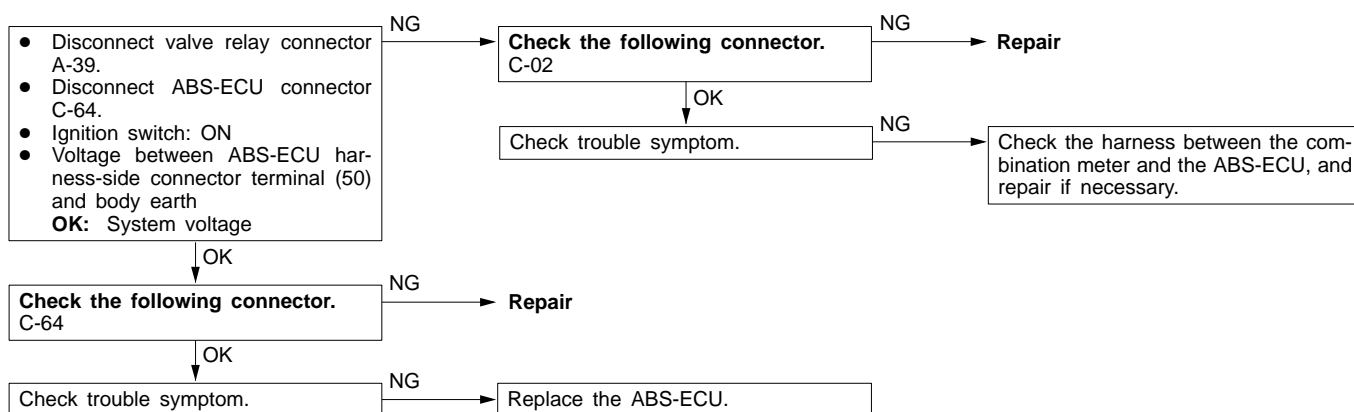 ● Disconnect valve relay connector
A-39.
● Disconnect ABS-ECU connector
C-64.
● Ignition switch: ON
● Voltage between ABS-ECU har-
ness-side connector terminal (50)
and body earth
OK: System voltage
NG
Check the following connector.
C-02
NG
Repair
OK
Check trouble symptom.
NG
Check the harness between the com-
bination meter and the ABS-ECU, and
repair if necessary.
OK
Check the following connector.
C-64
NG
Repair
OK
Check trouble symptom.
NG
Replace the ABS-ECU.